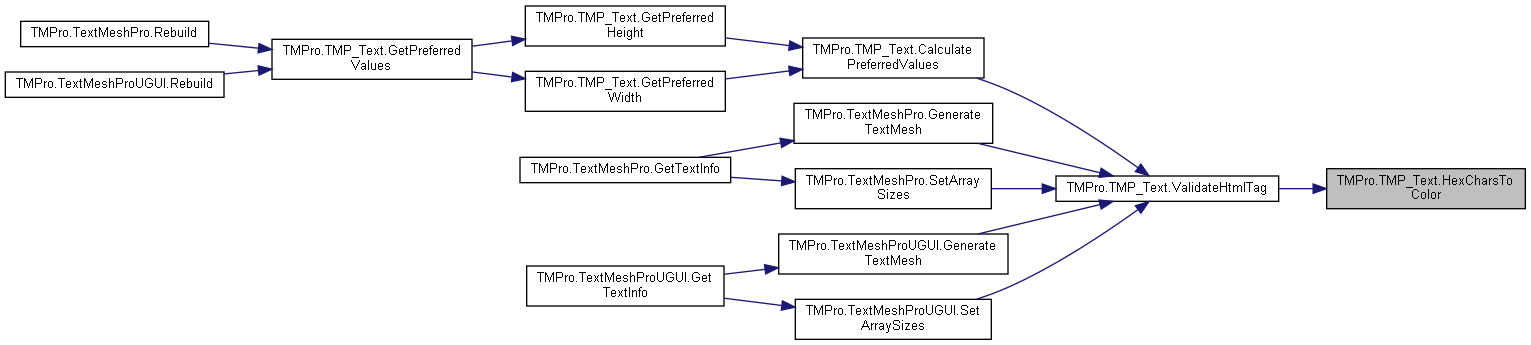 TMPro.TextMeshPro.Rebuild
TMPro.TextMeshProUGUI.Rebuild
TMPro.TMP_Text.GetPreferred
Values
TMPro.TMP_Text.GetPreferred
Height
TMPro.TMP_Text.GetPreferred
Width
TMPro.TextMeshPro.GetTextInfo
TMPro.TextMeshProUGUI.Get
TextInfo
TMPro.TMP_Text.Calculate
PreferredValues
TMPro.TextMeshPro.Generate
TextMesh
TMPro.TextMeshPro.SetArray
Sizes
TMPro.TextMeshProUGUI.Generate
TextMesh
TMPro.TextMeshProUGUI.Set
ArraySizes
TMPro.TMP_Text.ValidateHtmlTag
TMPro.TMP_Text.HexCharsTo
Color